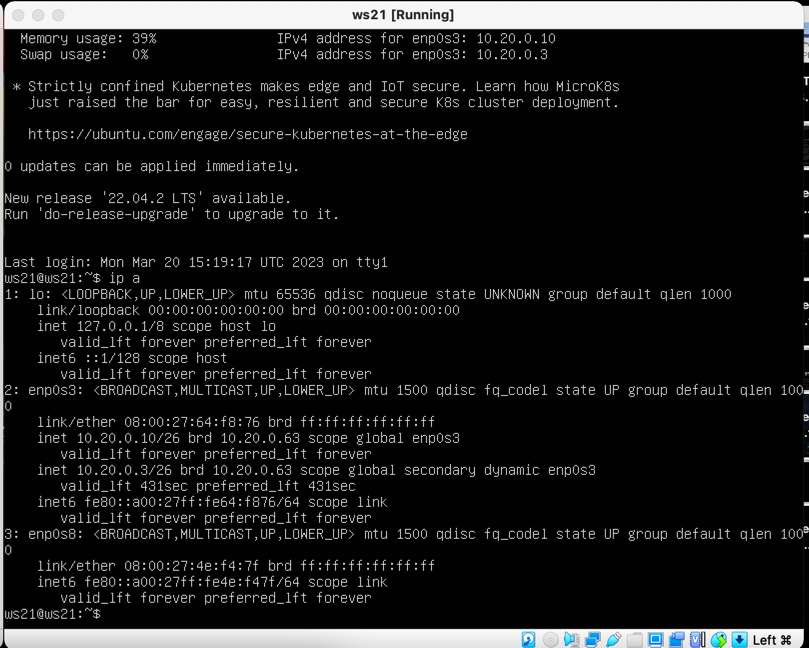 ws21 [Running]
Memory usage: 39% IPv4 address for enp0s3: 10.20.0.10
Swap usage: 0% IPv4 address for enp0s3: 10.20.0.3
* Strictly confined Kubernetes makes edge and IoT secure. Learn how MicroK8s
just raised the bar for easy, resilient and secure K8s cluster deployment.
https://ubuntu.com/engage/secure-kubernetes-at-the-edge
0 updates can be applied immediately.
New release '22.04.2 LTS' available.
Run 'do-release-upgrade' to upgrade to it.
Last login: Mon Mar 20 15:19:17 UTC 2023 on tty1
ws21@ws21:~$ ip a
1: lo: <LOOPBACK,UP,LOWER_UP> mtu 65536 qdisc noqueue state UNKNOWN group default qlen 1000
link/loopback 00:00:00:00:00:00 brd 00:00:00:00:00:00
inet 127.0.0.1/8 scope host lo
valid_lft forever preferred_lft forever
inet6 ::1/128 scope host
valid_lft forever preferred_lft forever
2: enp0s3: <BROADCAST,MULTICAST,UP,LOWER_UP> mtu 1500 qdisc fq_codel state UP group default qlen 100
0
link/ether 08:00:27:64:f8:76 brd ff:ff:ff:ff:ff:ff
inet 10.20.0.10/26 brd 10.20.0.63 scope global enp0s3
valid_lft forever preferred_lft forever
inet 10.20.0.3/26 brd 10.20.0.63 scope global secondary dynamic enp0s3
valid_lft 431sec preferred_lft 431sec
inet6 fe80::a00:27ff:fe64:f876/64 scope link
valid_lft forever preferred_lft forever
3: enp0s8: <BROADCAST,MULTICAST,UP,LOWER_UP> mtu 1500 qdisc fq_codel state UP group default qlen 100
0
link/ether 08:00:27:4e:f4:7f brd ff:ff:ff:ff:ff:ff
inet6 fe80::a00:27ff:fe4e:f47f/64 scope link
valid_lft forever preferred_lft forever
ws21@ws21:~$
Left ⌘